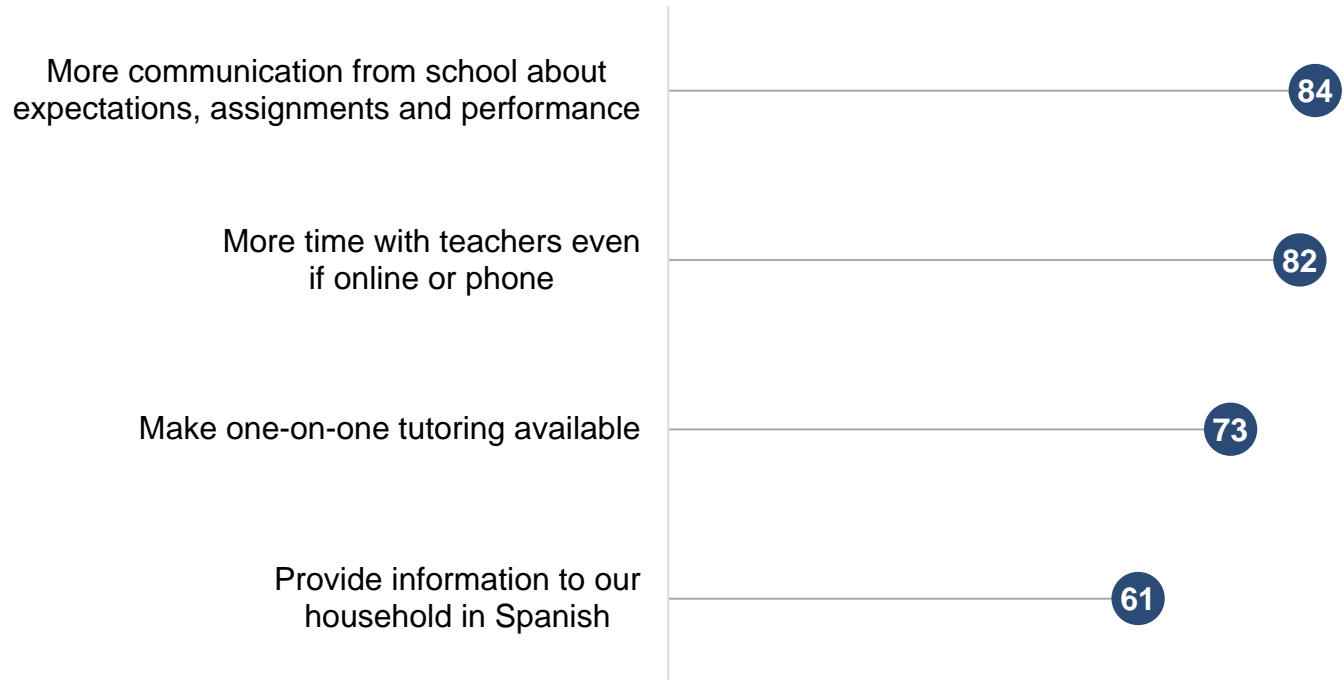 More communication from school about
expectations, assignments and performance
84
More time with teachers even
if online or phone
82
Make one-on-one tutoring available
73
Provide information to our
household in Spanish
61